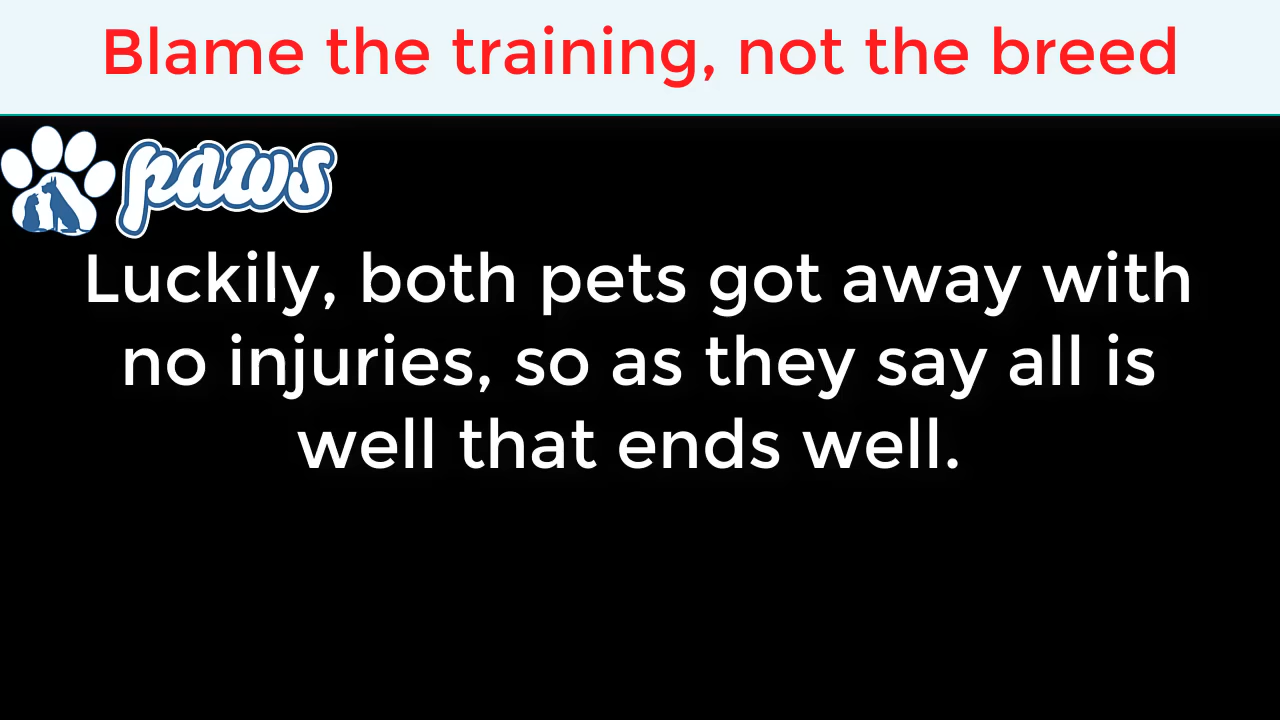 Blame the training, not the breed
paws
Luckily, both pets got away with
no injuries, so as they say all is
well that ends well.